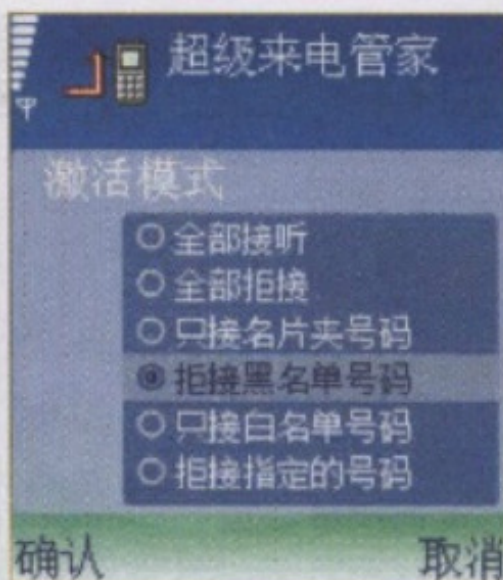 超级来电管家
激活模式
全部接听
全部拒接
只接名片夹号码
拒接黑名单号码
只接白名单号码
拒接指定的号码
确认 取消